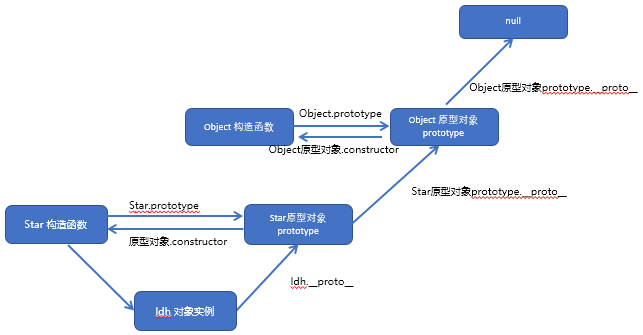 null
Object原型对象prototype.__proto__
Object.prototype
Object 构造函数
Object 原型对象
prototype
Object原型对象.constructor
Star原型对象prototype.__proto__
Star.prototype
Star 构造函数
Star原型对象
prototype
原型对象.constructor
ldh.__proto__
ldh 对象实例